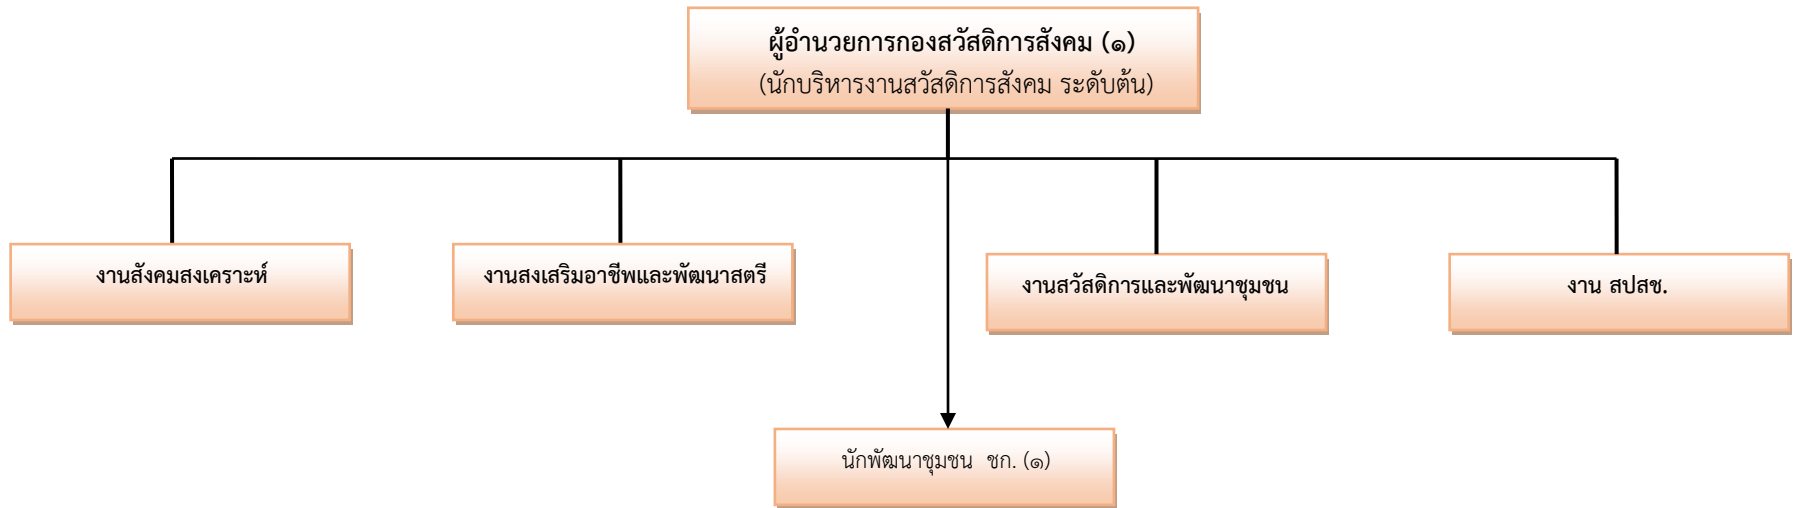 ผู้อำนวยการกองสวัสดิการสังคม (๑)
(นักบริหารงานสวัสดิการสังคม ระดับต้น)
งานสังคมสงเคราะห์
งานสงเสริมอาชีพและพัฒนาสตรี
งานสวัสดิการและพัฒนาชุมชน
งาน สปสช.
นักพัฒนาชุมชน ชก. (๑)